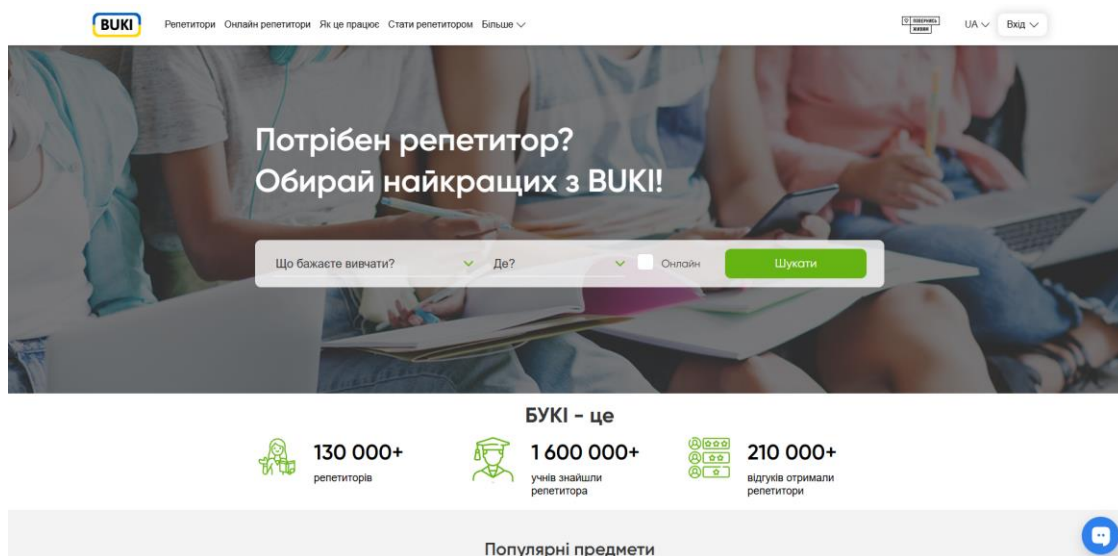 BUKI
Репетитори Онлайн репетитори Як це працює Стати репетитором Більше
ПОВЕРНИСЬ
ЖИВИМ
UA
Вхід
Потрібен репетитор?
Обирай найкращих з BUKI!
Що бажаєте вивчати?
Де?
Онлайн
Шукати
БУКІ - це
130 000+
репетиторів
1 600 000+
учнів знайшли
репетитора
210 000+
відгуків отримали
репетитори
Популярні предмети